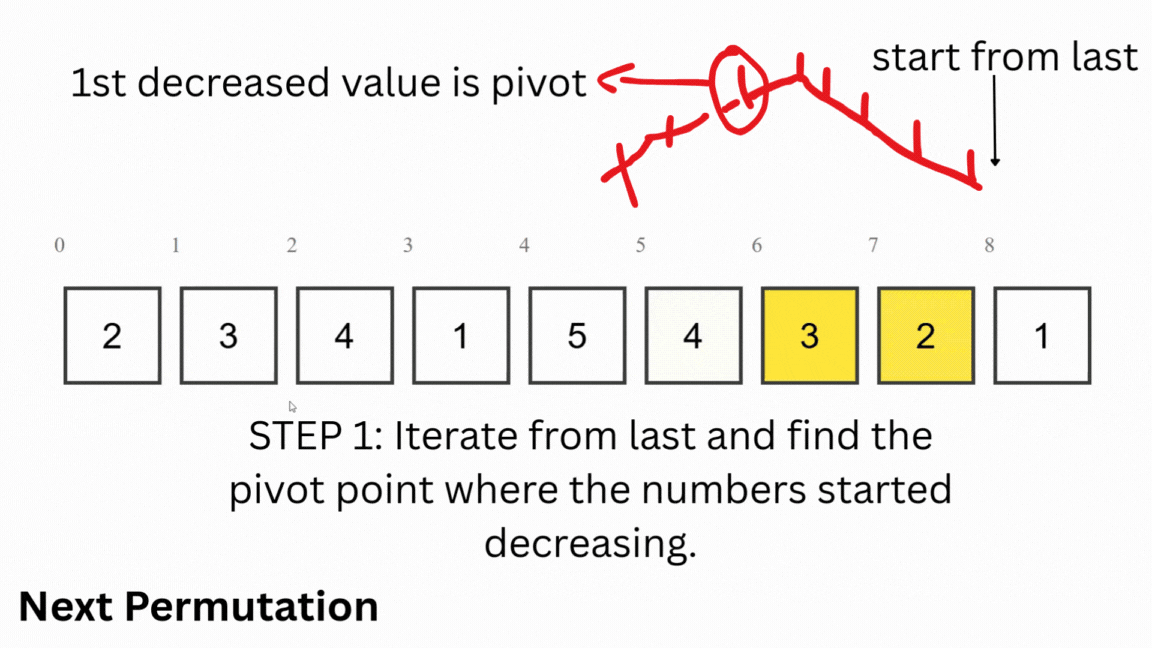 start from last
1st decreased value is pivot
0 1 2 3 4 5 6 7 8
2 3 4 1 5 4 3 2 1
STEP 1: Iterate from last and find the
pivot point where the numbers started
decreasing.
Next Permutation